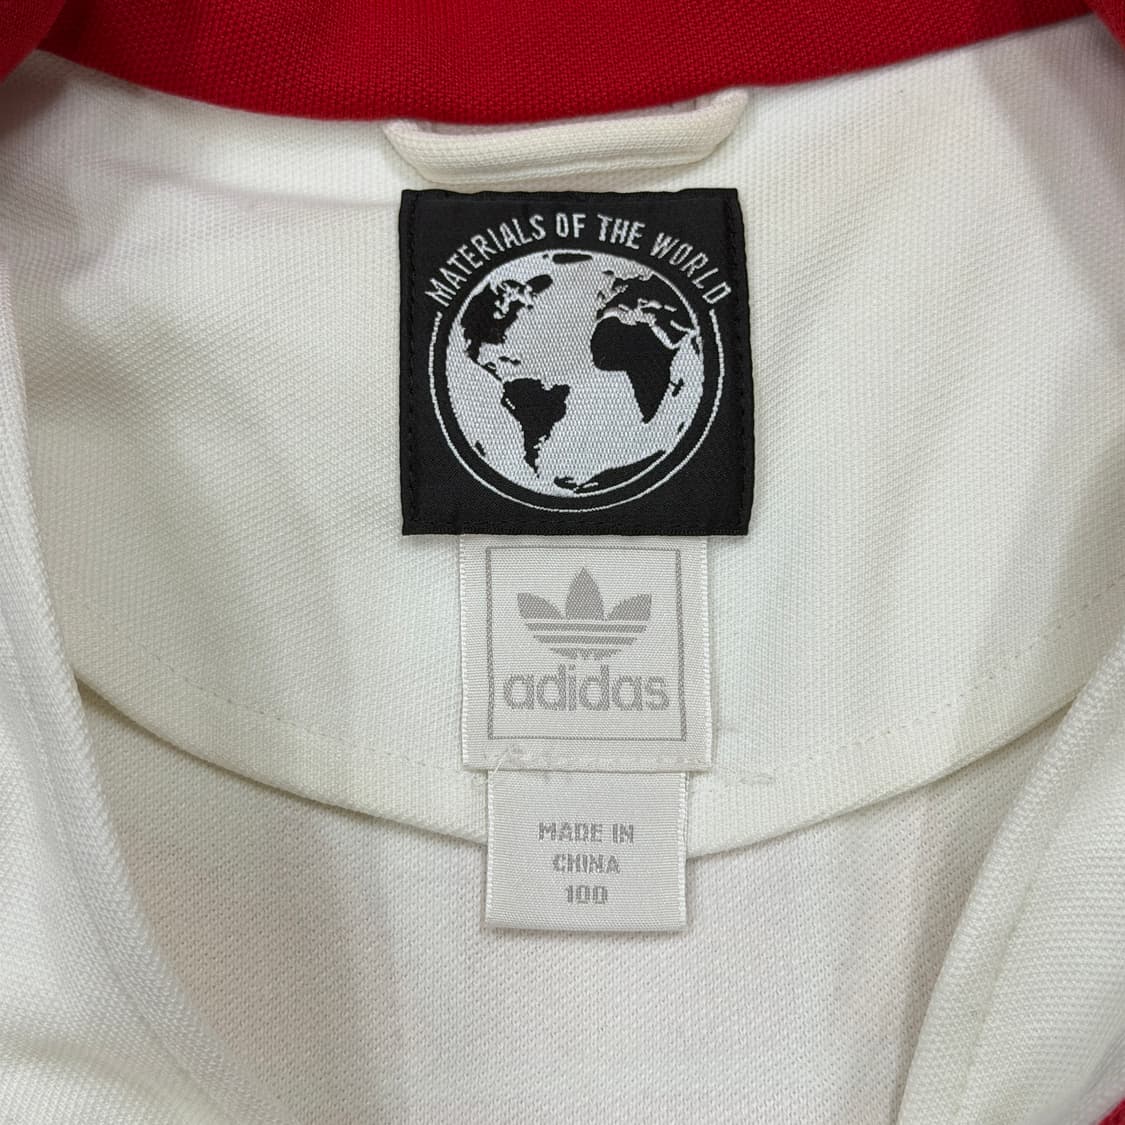 MATERIALS OF THE WORLD
adidas
MADE IN
CHINA
100